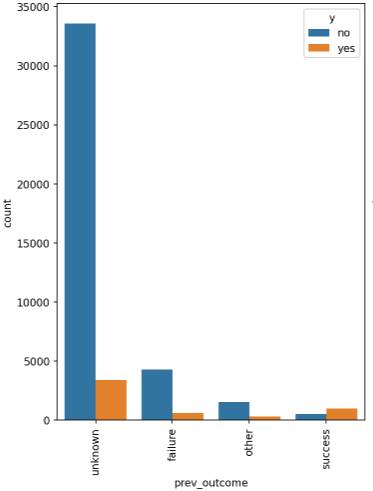 35000
30000
25000
20000
15000
10000
5000
0
count
y
no
yes
unknown
failure
other
success
prev_outcome